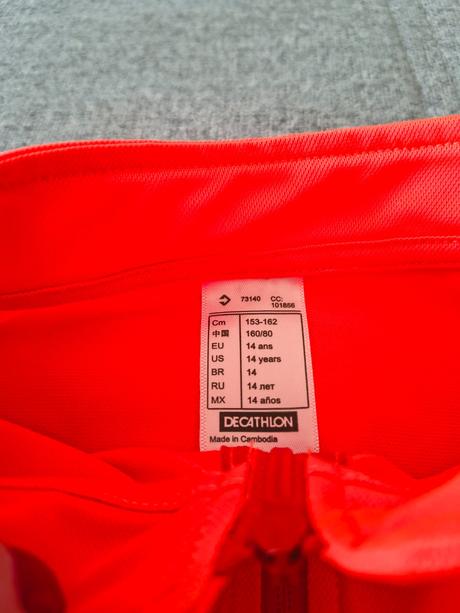 73140 CC:
101856
Cm 153-162
中国 160/80
EU 14 ans
US 14 years
BR 14
RU 14 лет
MX 14 años
DECATHLON
Made in Cambodia